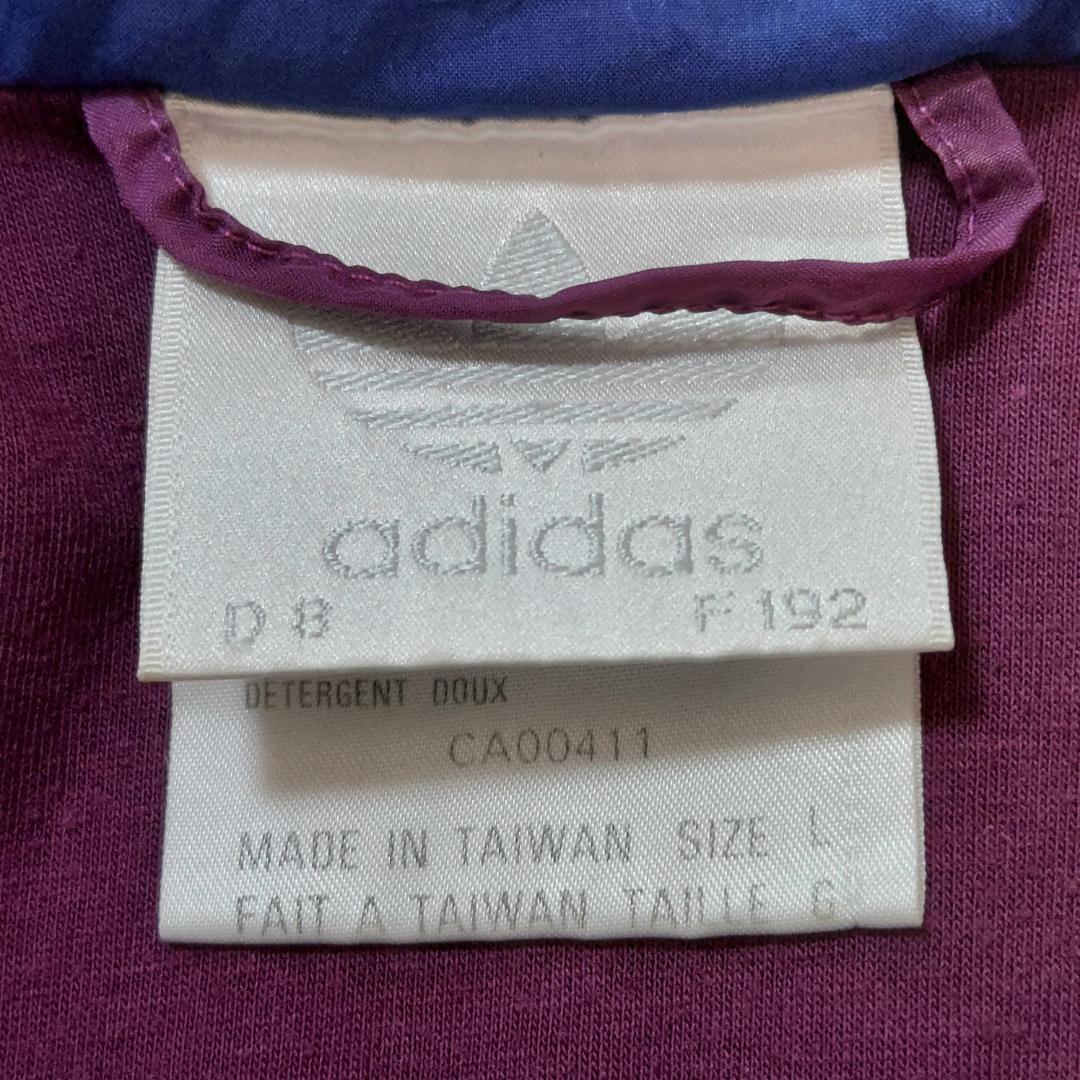 adidas
D 8 F 192
DETERGENT DOUX
CA00411
MADE IN TAIWAN SIZE L
FAIT A TAIWAN TAILLE G